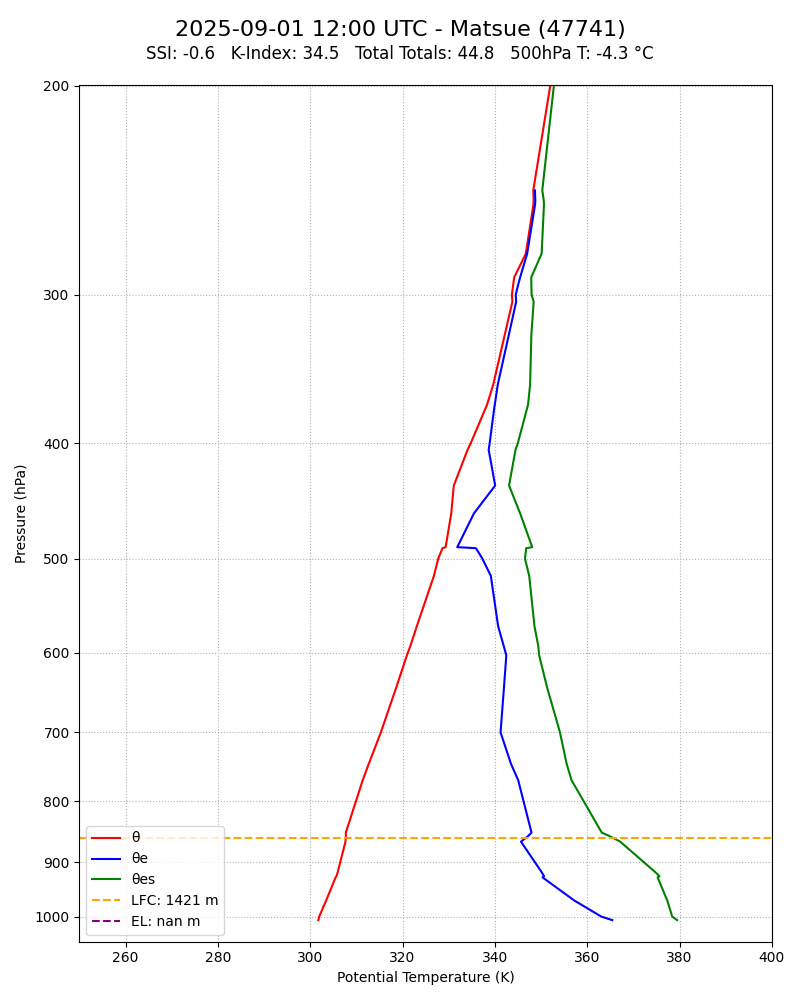 2025-09-01 12:00 UTC - Matsue (47741)
SSI: -0.6 K-Index: 34.5 Total Totals: 44.8 500hPa T: -4.3 °C
200
300
400
500
600
700
800
900
1000
Pressure (hPa)
θ
θe
θes
LFC: 1421 m
EL: nan m
260 280 300 320 340 360 380 400
Potential Temperature (K)